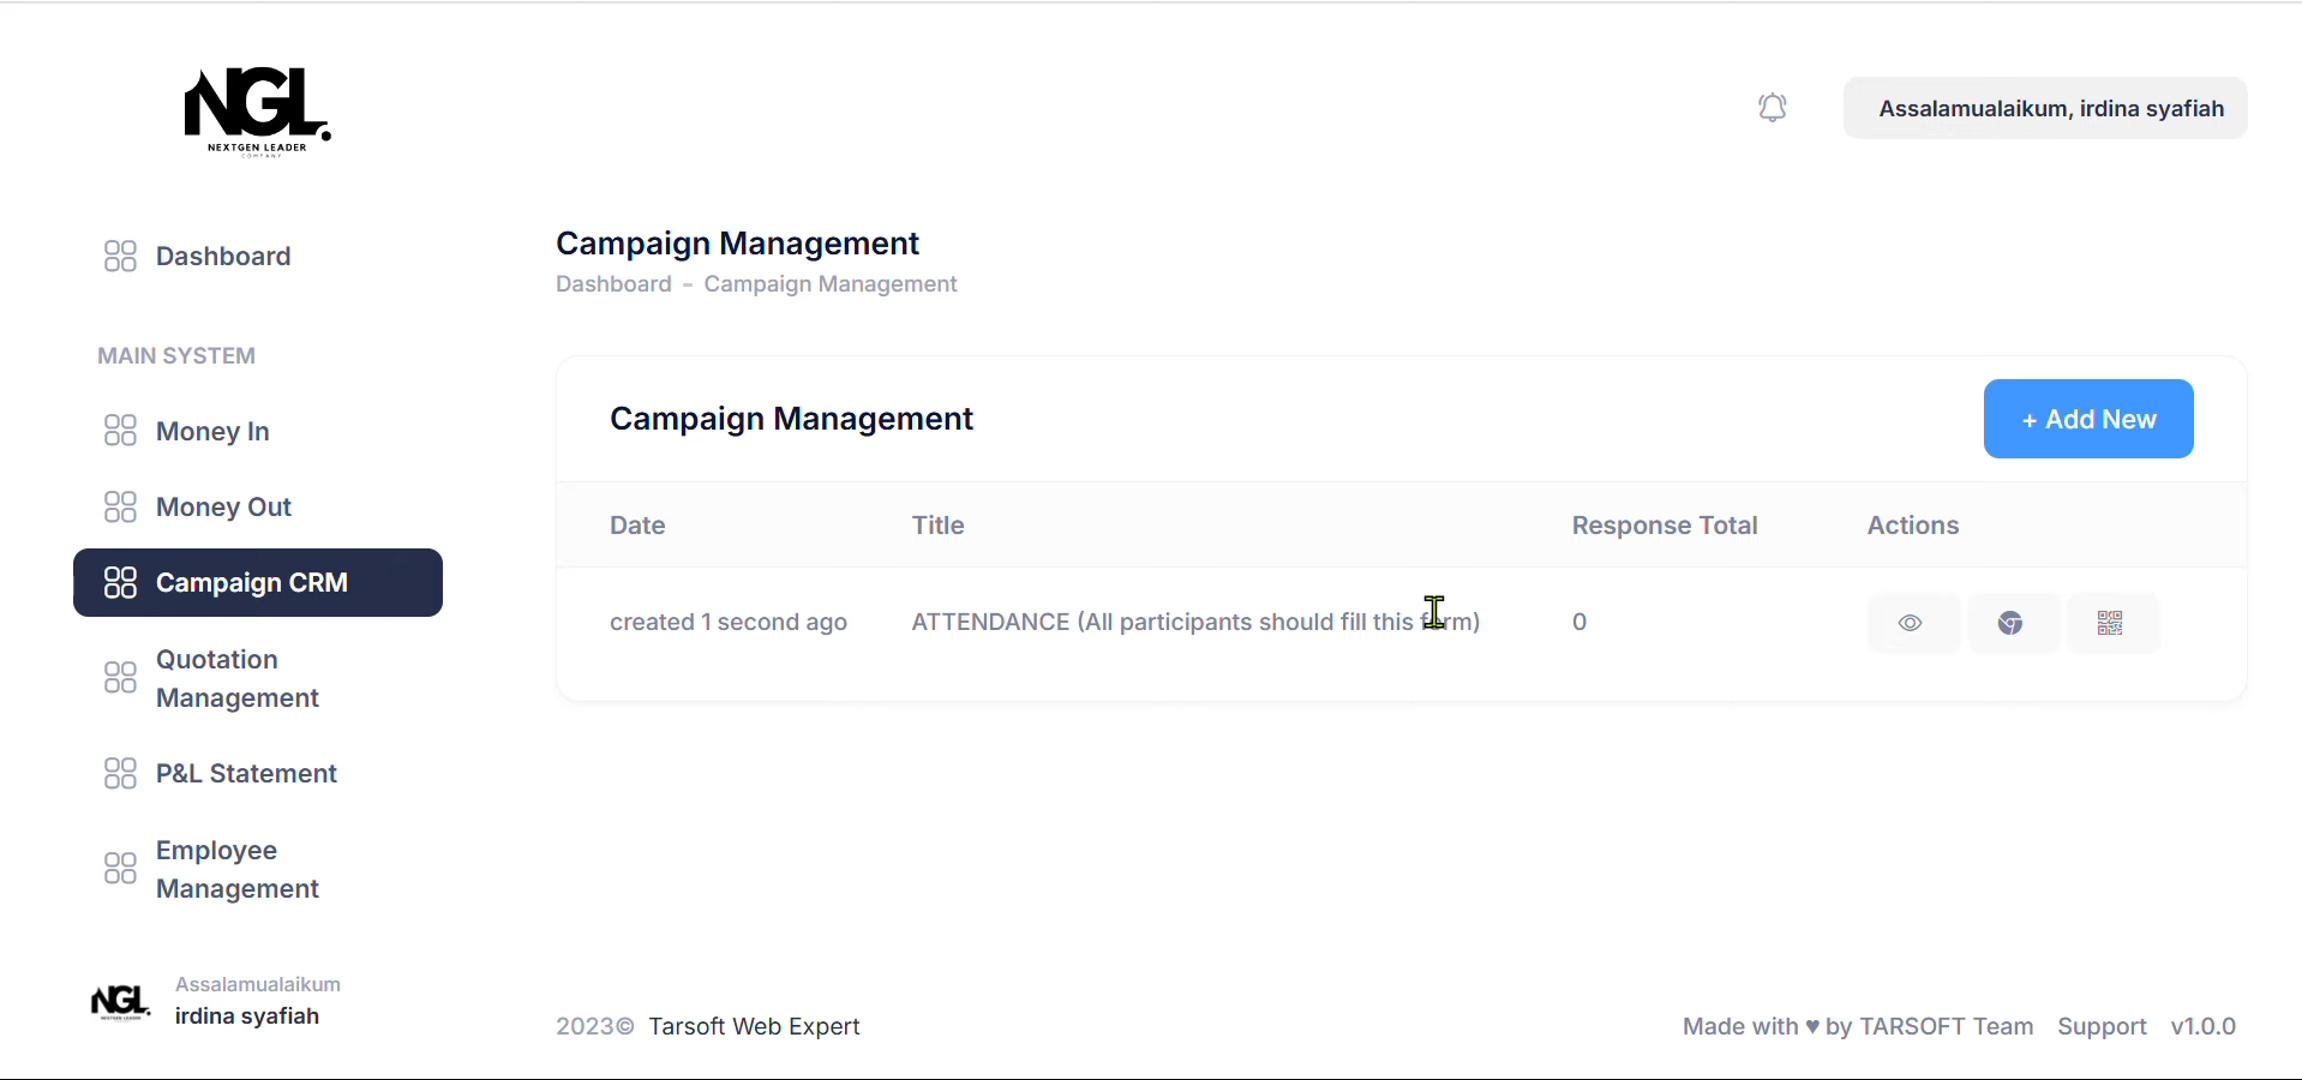 NGL.
NEXTGEN LEADER
COMPANY
Assalamualaikum, irdina syafiah
Dashboard
MAIN SYSTEM
Money In
Money Out
Campaign CRM
Quotation
Management
P&L Statement
Employee
Management
NGL.
Assalamualaikum
irdina syafiah
Campaign Management
Dashboard - Campaign Management
Campaign Management
+ Add New
Date Title Response Total Actions
created 1 second ago ATTENDANCE (All participants should fill this form) 0
2023© Tarsoft Web Expert
Made with ♥ by TARSOFT Team Support v1.0.0